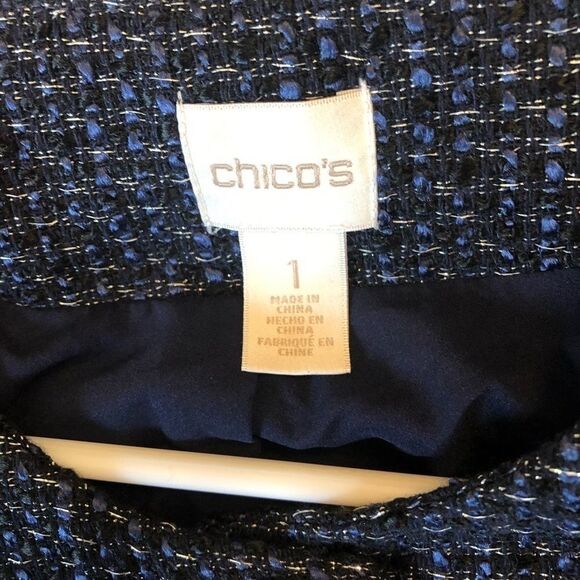 chico's
1
MADE IN
CHINA
HECHO EN
CHINA
FABRIQUÉ EN
CHINE